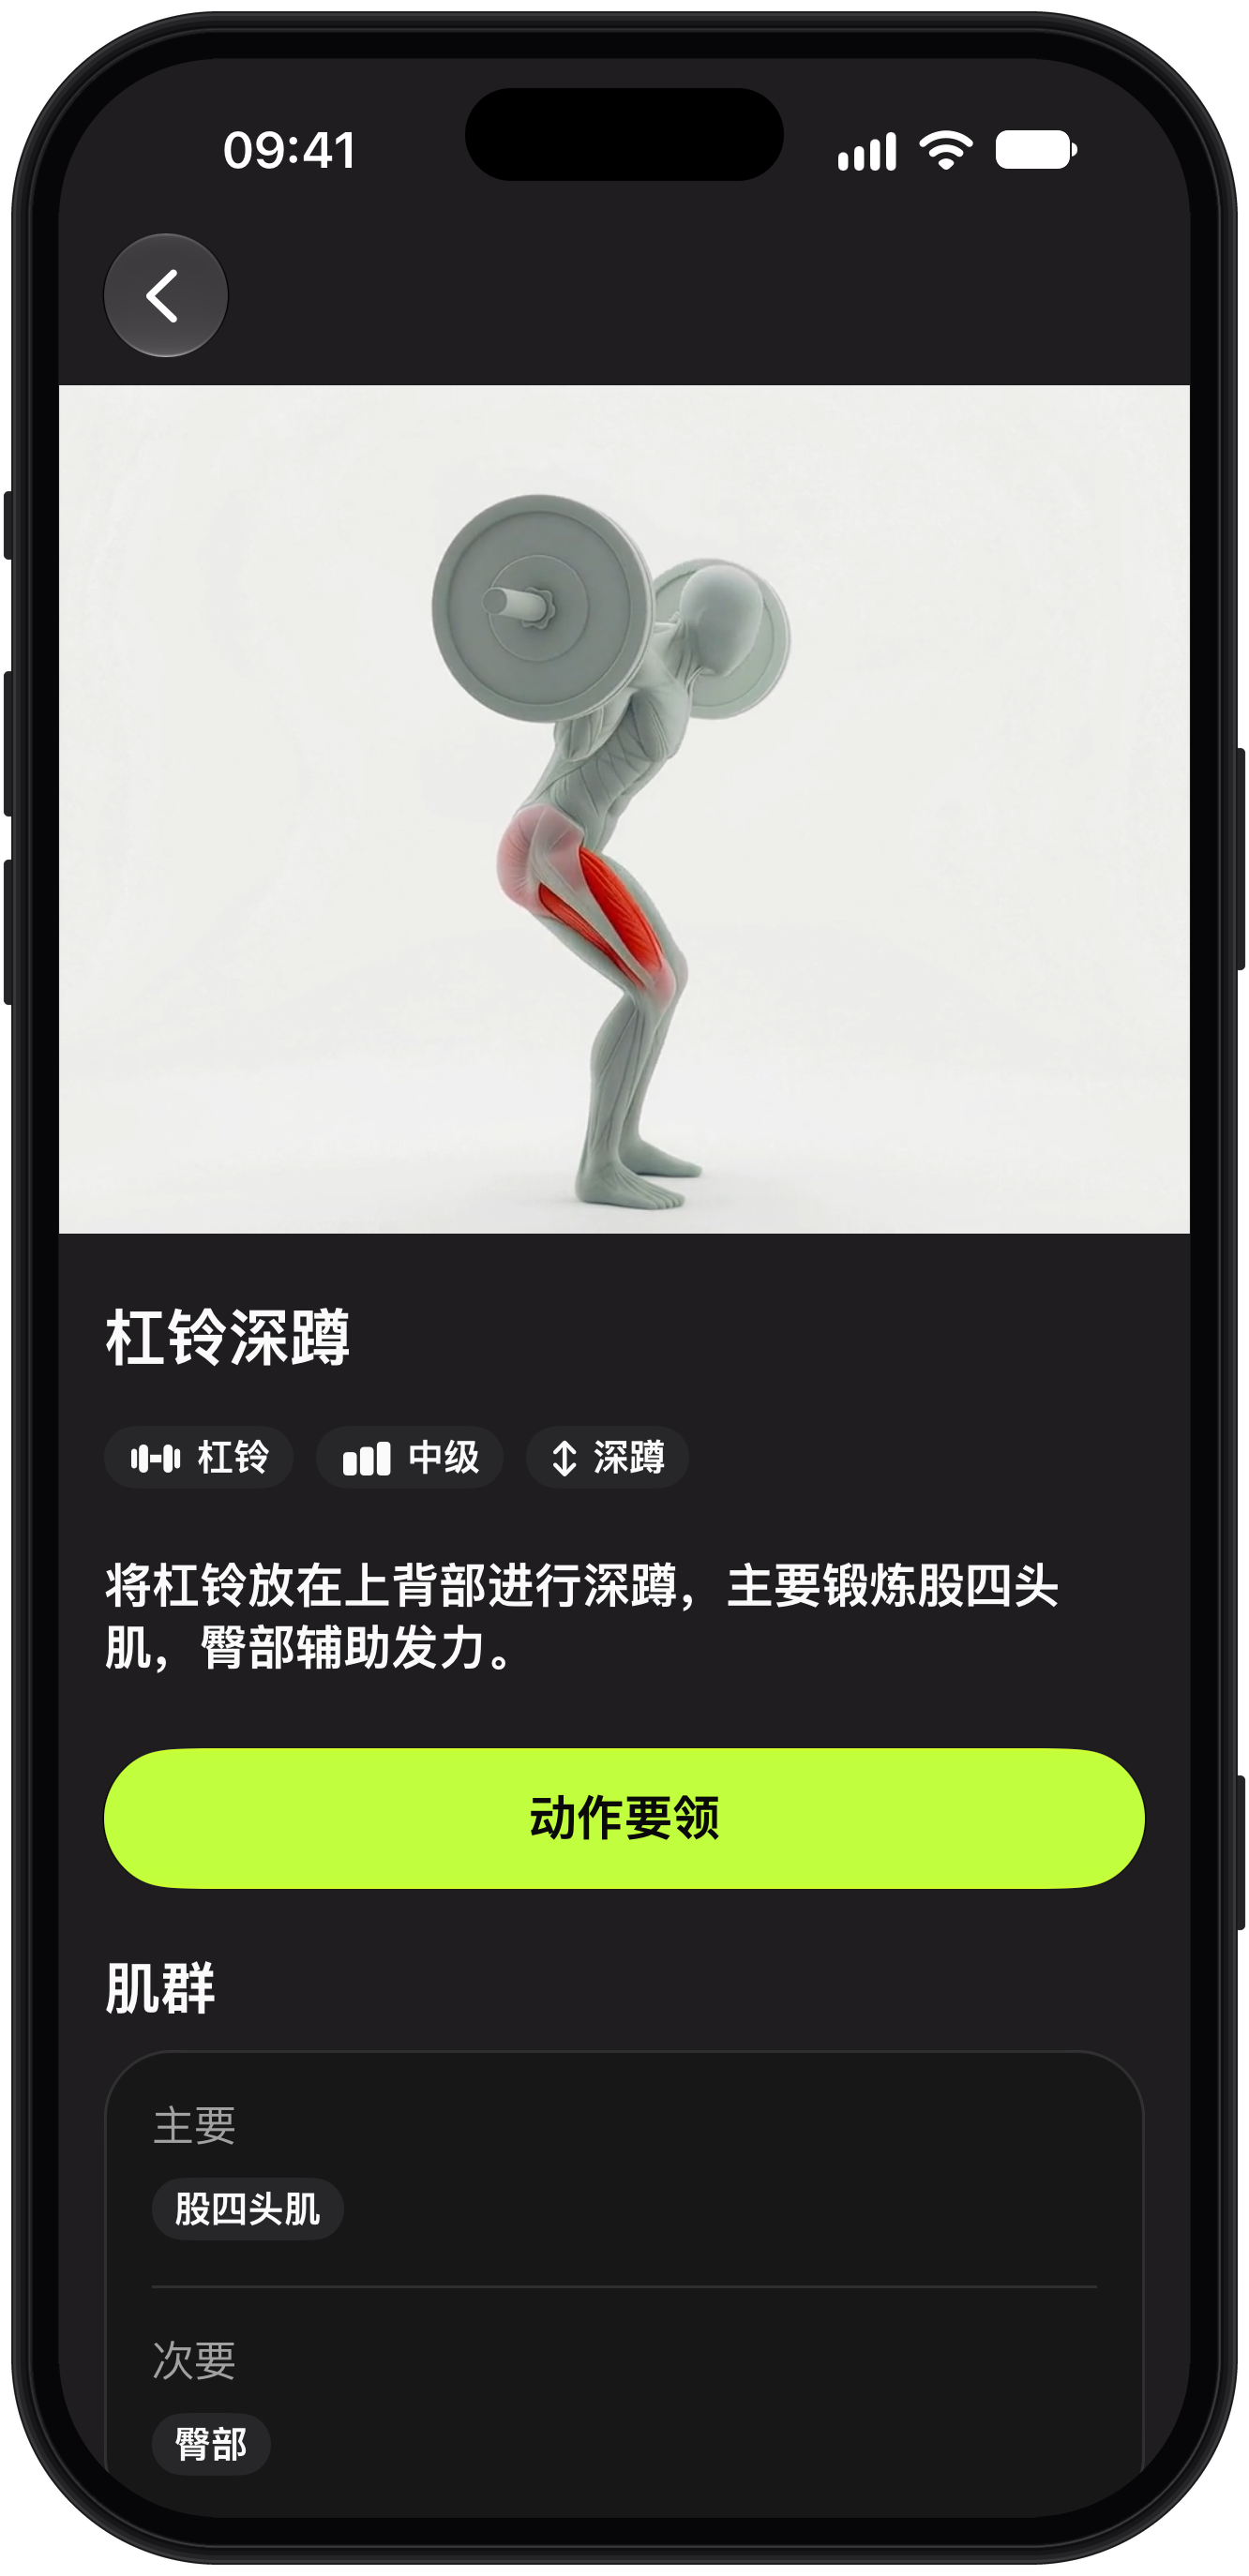 09:41
杠铃深蹲
杠铃
中级
深蹲
将杠铃放在上背部进行深蹲，主要锻炼股四头
肌，臀部辅助发力。
动作要领
肌群
主要
股四头肌
次要
臀部